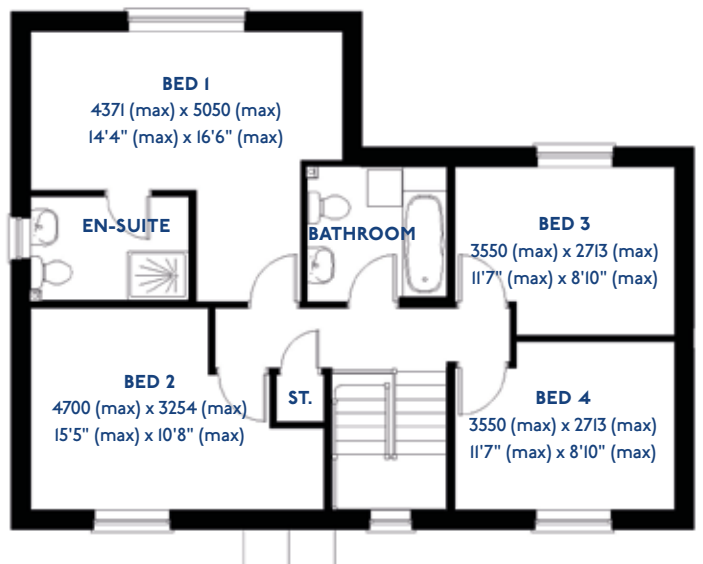 BED 1
4371 (max) x 5050 (max)
14'4" (max) x 16'6" (max)
EN-SUITE
BATHROOM
BED 3
3550 (max) x 2713 (max)
11'7" (max) x 8'10" (max)
BED 2
4700 (max) x 3254 (max)
15'5" (max) x 10'8" (max)
ST.
BED 4
3550 (max) x 2713 (max)
11'7" (max) x 8'10" (max)